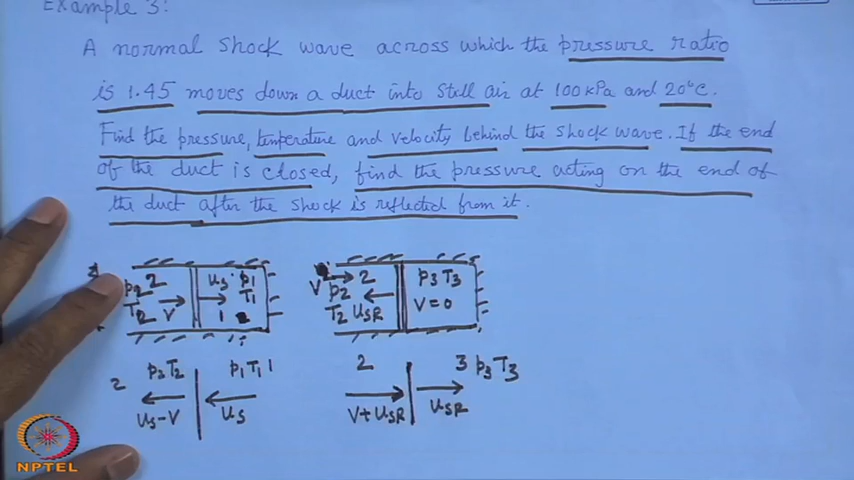 Example 3:
A normal shock wave across which the pressure ratio
is 1.45 moves down a duct into still air at 100 kPa and 20°C.
Find the pressure, temperature and velocity behind the shock wave. If the end
of the duct is closed, find the pressure acting on the end of
the duct after the shock is reflected from it.
p2 2 us p1
T2 V T1
1
V 2 p3 T3
p2 V=0
T2 usR
2 p2 T2 p1 T1 1
us-V us
2 3 p3 T3
V+usR usR
NPTEL